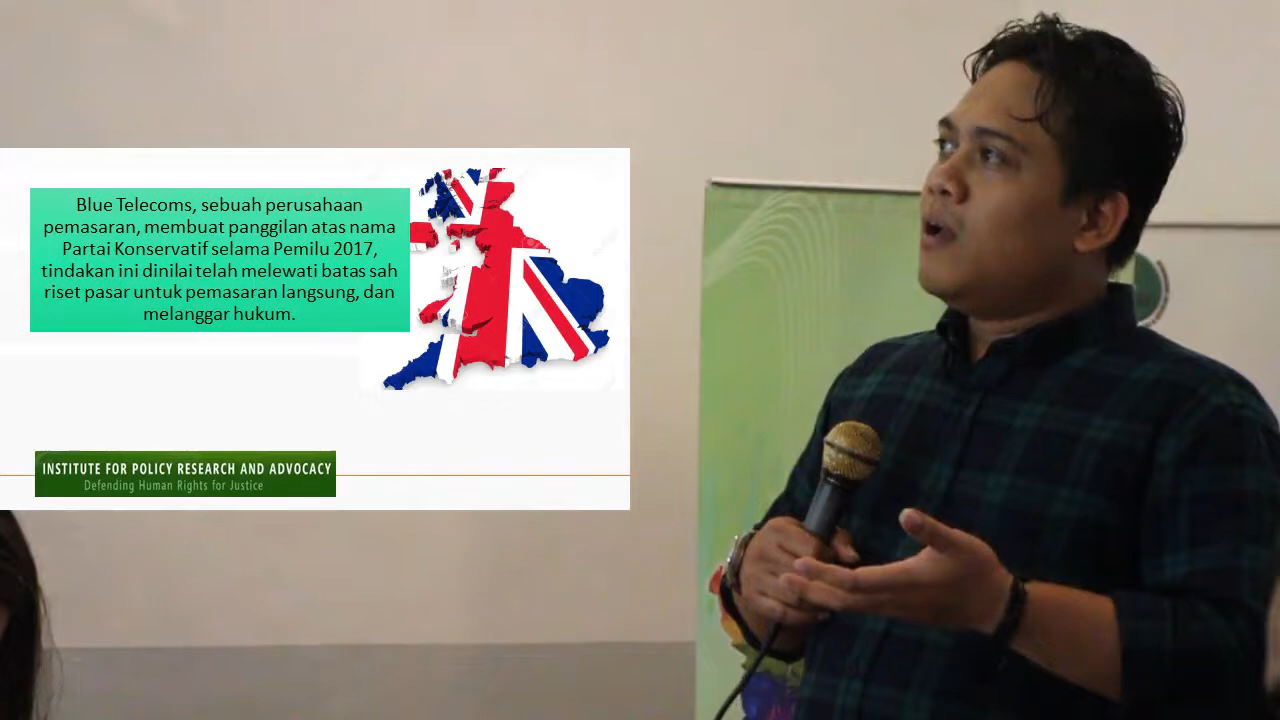 Blue Telecoms, sebuah perusahaan
pemasaran, membuat panggilan atas nama
Partai Konservatif selama Pemilu 2017,
tindakan ini dinilai telah melewati batas sah
riset pasar untuk pemasaran langsung, dan
melanggar hukum.
INSTITUTE FOR POLICY RESEARCH AND ADVOCACY
Defending Human Rights for Justice